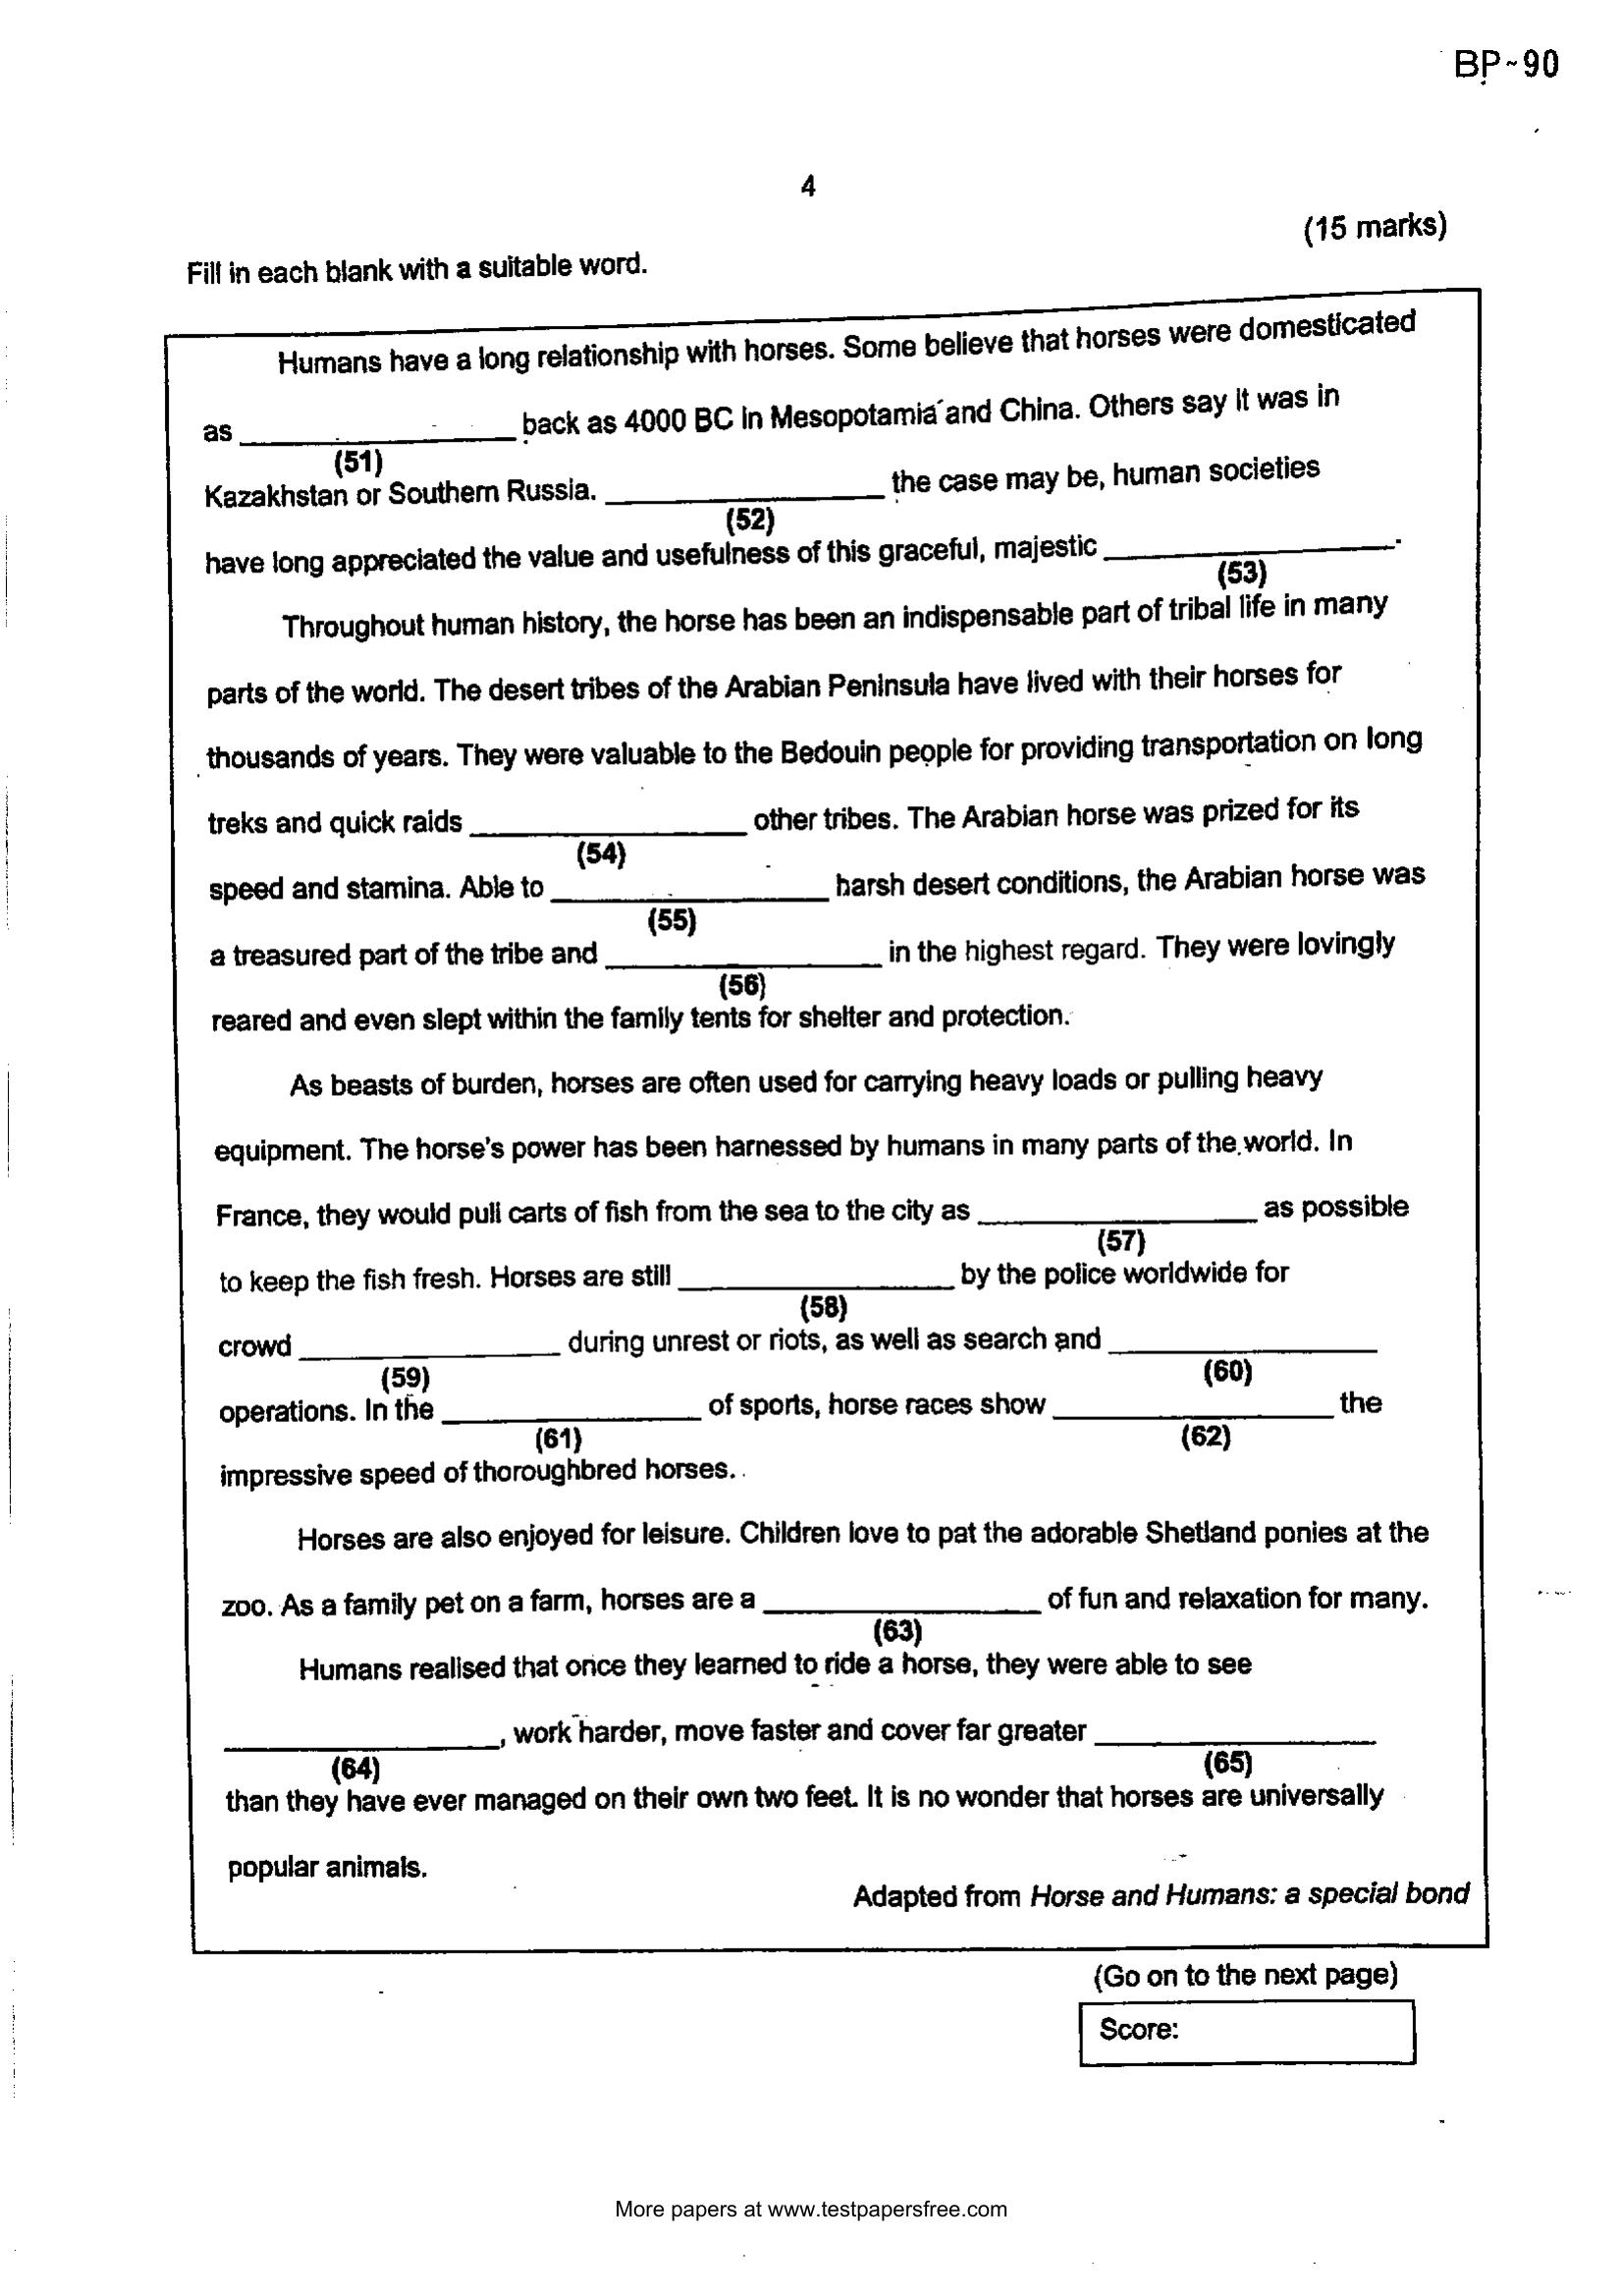 BP-90
4
(15 marks)
Fill in each blank with a suitable word.
Humans have a long relationship with horses. Some believe that horses were domesticated
as ____________ back as 4000 BC in Mesopotamia and China. Others say it was in
(51)
Kazakhstan or Southern Russia. ____________ the case may be, human societies
(52)
have long appreciated the value and usefulness of this graceful, majestic ____________.
(53)
Throughout human history, the horse has been an indispensable part of tribal life in many
parts of the world. The desert tribes of the Arabian Peninsula have lived with their horses for
thousands of years. They were valuable to the Bedouin people for providing transportation on long
treks and quick raids ____________ other tribes. The Arabian horse was prized for its
(54)
speed and stamina. Able to ____________ harsh desert conditions, the Arabian horse was
(55)
a treasured part of the tribe and ____________ in the highest regard. They were lovingly
(56)
reared and even slept within the family tents for shelter and protection.
As beasts of burden, horses are often used for carrying heavy loads or pulling heavy
equipment. The horse's power has been harnessed by humans in many parts of the world. In
France, they would pull carts of fish from the sea to the city as ____________ as possible
(57)
to keep the fish fresh. Horses are still ____________ by the police worldwide for
(58)
crowd ____________ during unrest or riots, as well as search and ____________
(59) (60)
operations. In the ____________ of sports, horse races show ____________ the
(61) (62)
impressive speed of thoroughbred horses.
Horses are also enjoyed for leisure. Children love to pat the adorable Shetland ponies at the
zoo. As a family pet on a farm, horses are a ____________ of fun and relaxation for many.
(63)
Humans realised that once they learned to ride a horse, they were able to see
____________, work harder, move faster and cover far greater ____________
(64) (65)
than they have ever managed on their own two feet. It is no wonder that horses are universally
popular animals.
Adapted from Horse and Humans: a special bond
(Go on to the next page)
Score:
More papers at www.testpapersfree.com